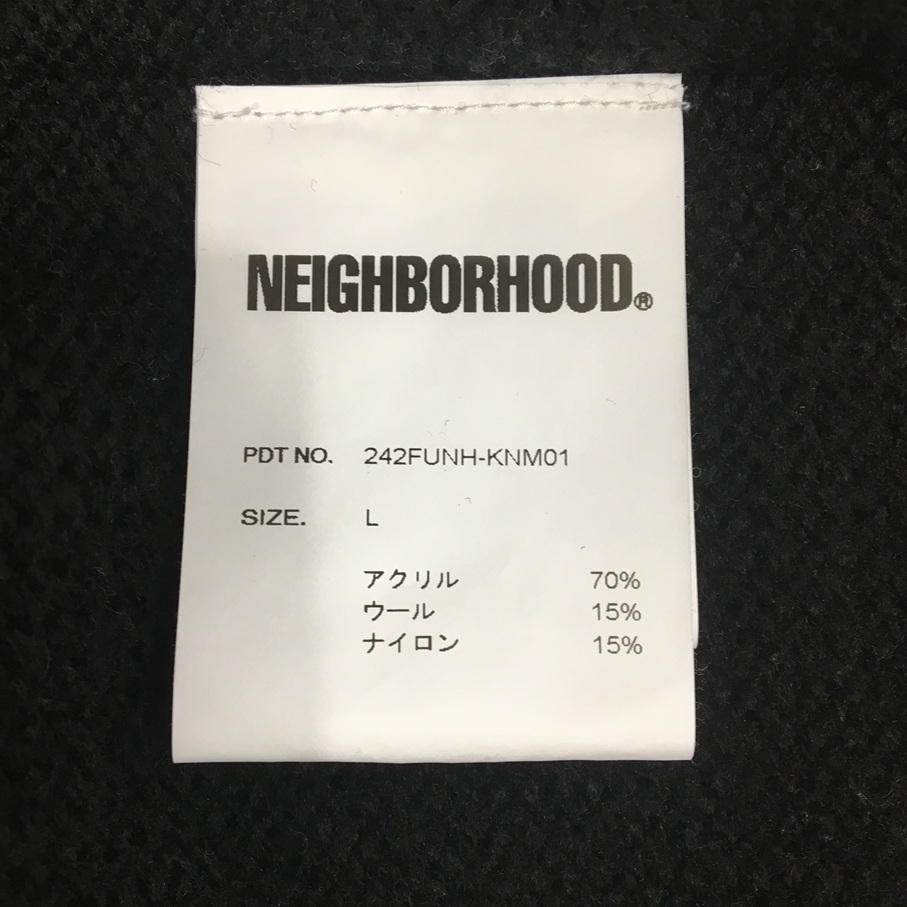 NEIGHBORHOOD®
PDT NO. 242FUNH-KNM01
SIZE. L
アクリル 70%
ウール 15%
ナイロン 15%